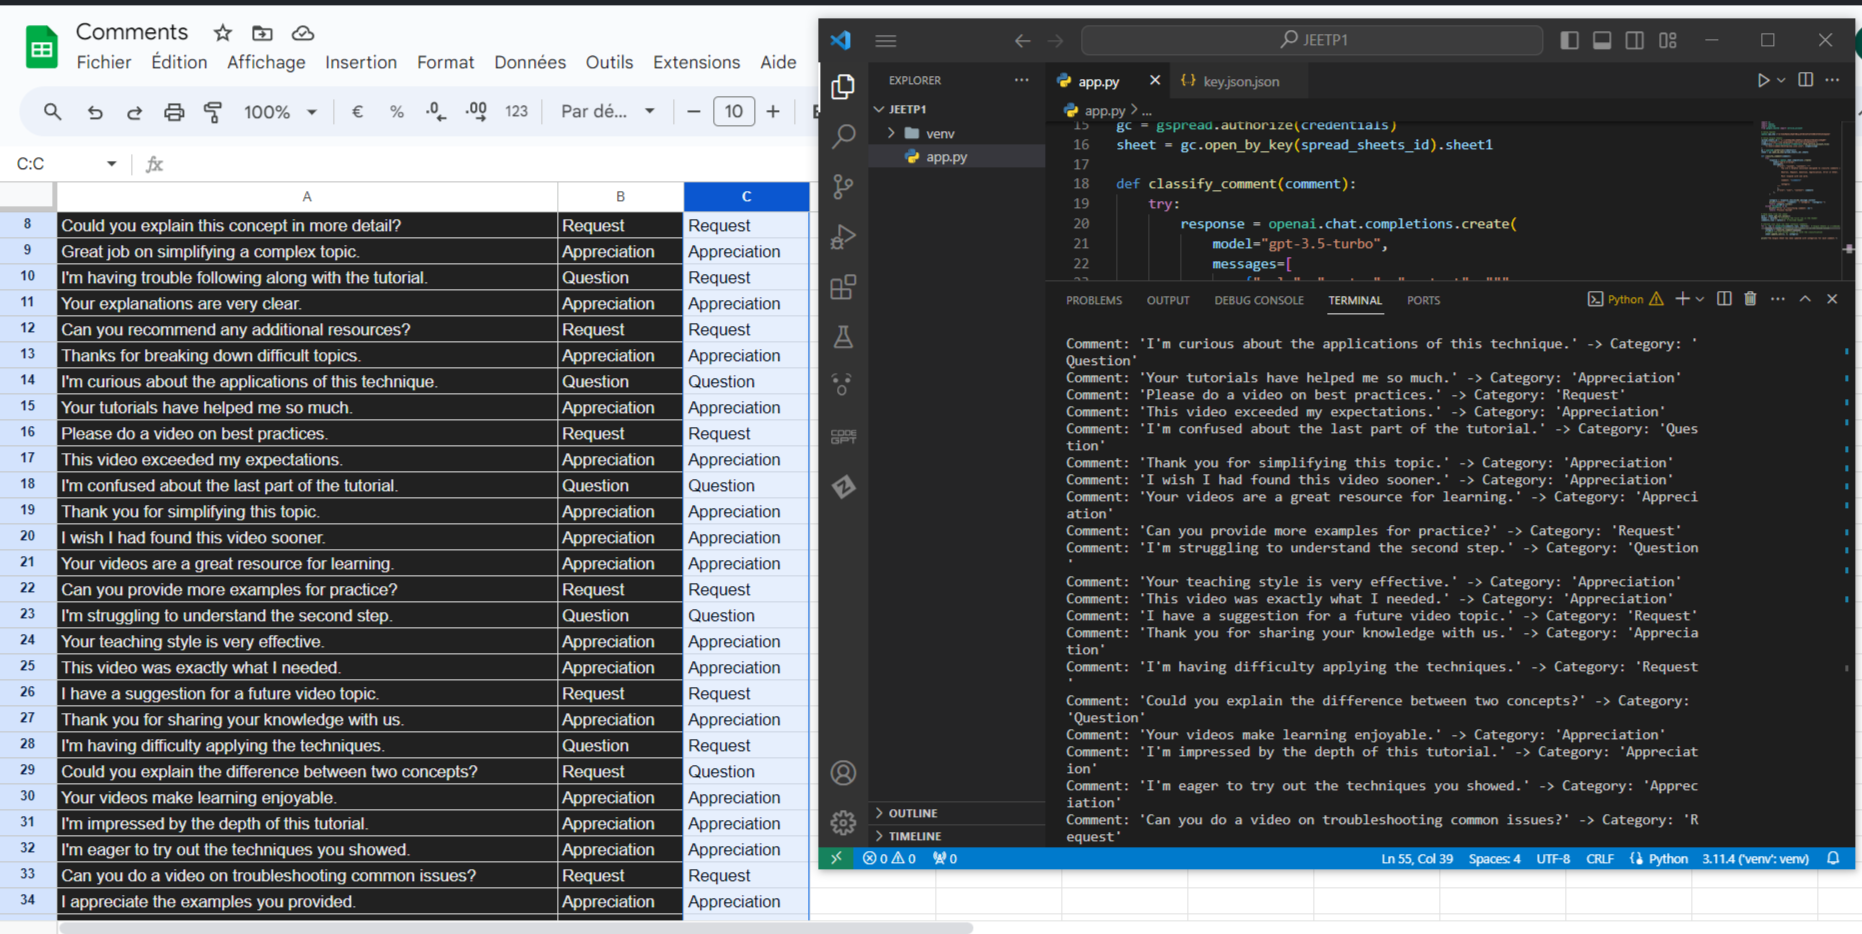 Comments
Fichier Édition Affichage Insertion Format Données Outils Extensions Aide
100% € % .0 .00 123 Par dé... − 10 +
C:C fx
A B C
8 Could you explain this concept in more detail? Request Request
9 Great job on simplifying a complex topic. Appreciation Appreciation
10 I'm having trouble following along with the tutorial. Question Request
11 Your explanations are very clear. Appreciation Appreciation
12 Can you recommend any additional resources? Request Request
13 Thanks for breaking down difficult topics. Appreciation Appreciation
14 I'm curious about the applications of this technique. Question Question
15 Your tutorials have helped me so much. Appreciation Appreciation
16 Please do a video on best practices. Request Request
17 This video exceeded my expectations. Appreciation Appreciation
18 I'm confused about the last part of the tutorial. Question Question
19 Thank you for simplifying this topic. Appreciation Appreciation
20 I wish I had found this video sooner. Appreciation Appreciation
21 Your videos are a great resource for learning. Appreciation Appreciation
22 Can you provide more examples for practice? Request Request
23 I'm struggling to understand the second step. Question Question
24 Your teaching style is very effective. Appreciation Appreciation
25 This video was exactly what I needed. Appreciation Appreciation
26 I have a suggestion for a future video topic. Request Request
27 Thank you for sharing your knowledge with us. Appreciation Appreciation
28 I'm having difficulty applying the techniques. Question Request
29 Could you explain the difference between two concepts? Request Question
30 Your videos make learning enjoyable. Appreciation Appreciation
31 I'm impressed by the depth of this tutorial. Appreciation Appreciation
32 I'm eager to try out the techniques you showed. Appreciation Appreciation
33 Can you do a video on troubleshooting common issues? Request Request
34 I appreciate the examples you provided. Appreciation Appreciation
JEETP1
EXPLORER ...
JEETP1
venv
app.py
CODE
GPT
OUTLINE
TIMELINE
app.py {..} key.json.json
app.py > ...
15 gc = gspread.authorize(credentials)
16 sheet = gc.open_by_key(spread_sheets_id).sheet1
17
18 def classify_comment(comment):
19 try:
20 response = openai.chat.completions.create(
21 model="gpt-3.5-turbo",
22 messages=[
PROBLEMS OUTPUT DEBUG CONSOLE TERMINAL PORTS Python
Comment: 'I'm curious about the applications of this technique.' -> Category: '
Question'
Comment: 'Your tutorials have helped me so much.' -> Category: 'Appreciation'
Comment: 'Please do a video on best practices.' -> Category: 'Request'
Comment: 'This video exceeded my expectations.' -> Category: 'Appreciation'
Comment: 'I'm confused about the last part of the tutorial.' -> Category: 'Ques
tion'
Comment: 'Thank you for simplifying this topic.' -> Category: 'Appreciation'
Comment: 'I wish I had found this video sooner.' -> Category: 'Appreciation'
Comment: 'Your videos are a great resource for learning.' -> Category: 'Appreci
ation'
Comment: 'Can you provide more examples for practice?' -> Category: 'Request'
Comment: 'I'm struggling to understand the second step.' -> Category: 'Question
'
Comment: 'Your teaching style is very effective.' -> Category: 'Appreciation'
Comment: 'This video was exactly what I needed.' -> Category: 'Appreciation'
Comment: 'I have a suggestion for a future video topic.' -> Category: 'Request'
Comment: 'Thank you for sharing your knowledge with us.' -> Category: 'Apprecia
tion'
Comment: 'I'm having difficulty applying the techniques.' -> Category: 'Request
'
Comment: 'Could you explain the difference between two concepts?' -> Category:
'Question'
Comment: 'Your videos make learning enjoyable.' -> Category: 'Appreciation'
Comment: 'I'm impressed by the depth of this tutorial.' -> Category: 'Appreciat
ion'
Comment: 'I'm eager to try out the techniques you showed.' -> Category: 'Apprec
iation'
Comment: 'Can you do a video on troubleshooting common issues?' -> Category: 'R
equest'
0 0 0 Ln 55, Col 39 Spaces: 4 UTF-8 CRLF Python 3.11.4 ('venv': venv)